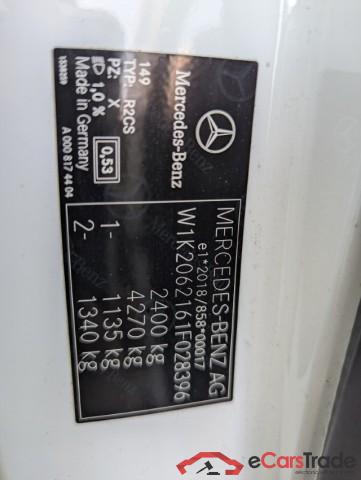 MERCEDES-BENZ AG
e1*2018/858*00017
W1K2062161F028396
2400 kg
4270 kg
1- 1135 kg
2- 1340 kg
Mercedes-Benz
149
TYP: R2CS
PZ: X
1,0 % 0,53
Made in Germany
A 000 817 44 04
eCarsTrade